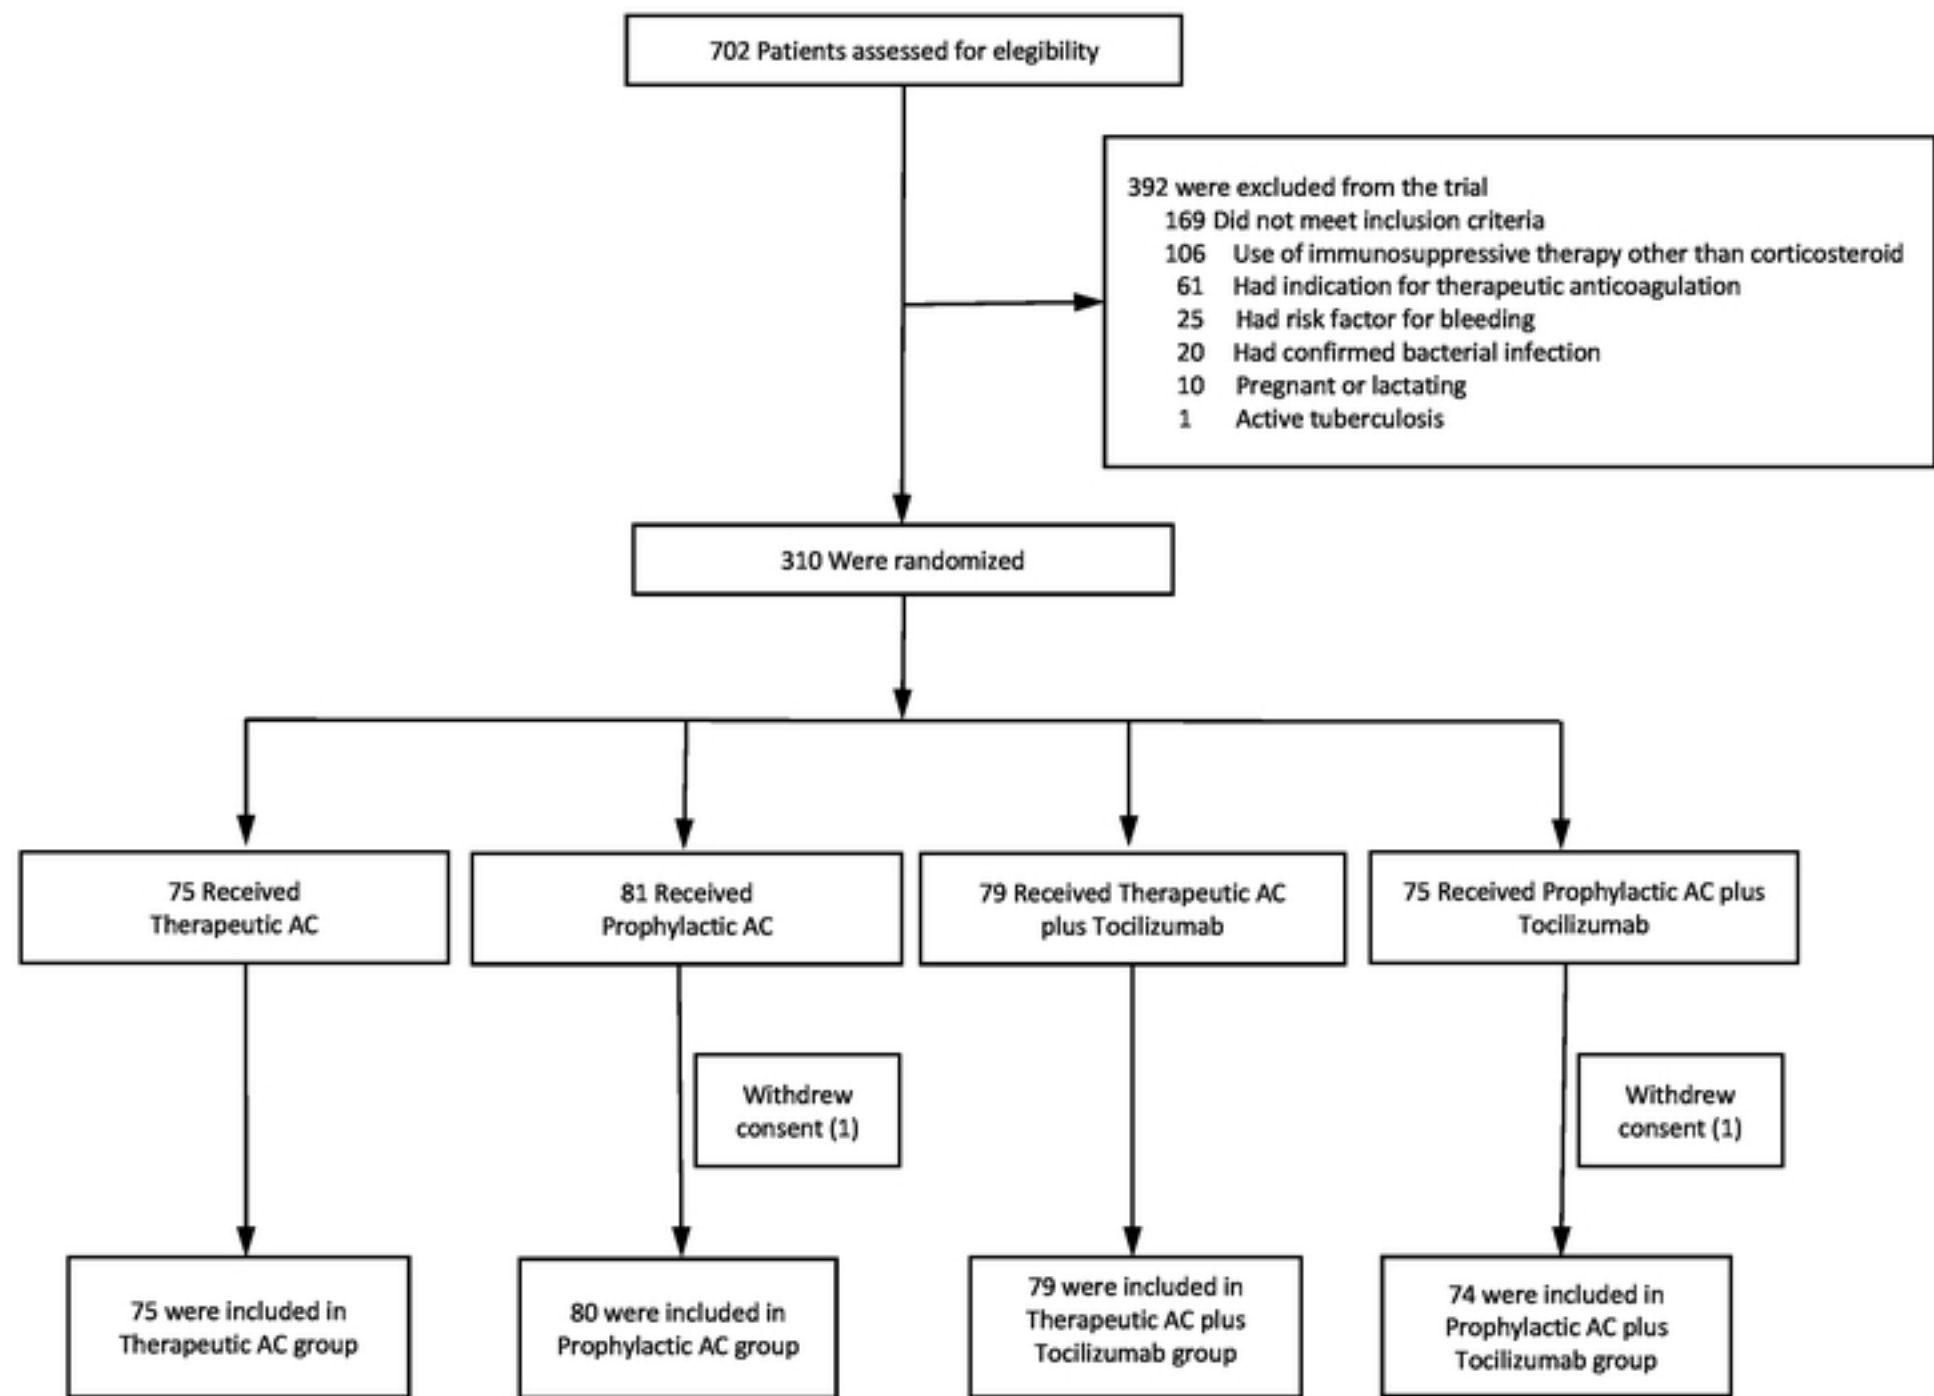 702 Patients assessed for elegibility
392 were excluded from the trial
169 Did not meet inclusion criteria
106 Use of immunosuppressive therapy other than corticosteroid
61 Had indication for therapeutic anticoagulation
25 Had risk factor for bleeding
20 Had confirmed bacterial infection
10 Pregnant or lactating
1 Active tuberculosis
310 Were randomized
75 Received
Therapeutic AC
81 Received
Prophylactic AC
79 Received Therapeutic AC
plus Tocilizumab
75 Received Prophylactic AC plus
Tocilizumab
Withdrew
consent (1)
Withdrew
consent (1)
75 were included in
Therapeutic AC group
80 were included in
Prophylactic AC group
79 were included in
Therapeutic AC plus
Tocilizumab group
74 were included in
Prophylactic AC plus
Tocilizumab group